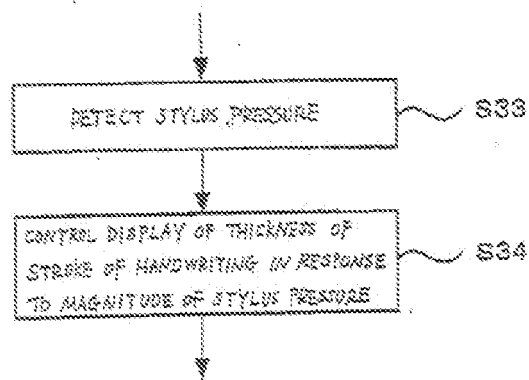 DETECT STYLUS PRESSURE
S33
CONTROL DISPLAY OF THICKNESS OF
STROKE OF HANDWRITING IN RESPONSE
TO MAGNITUDE OF STYLUS PRESSURE
S34